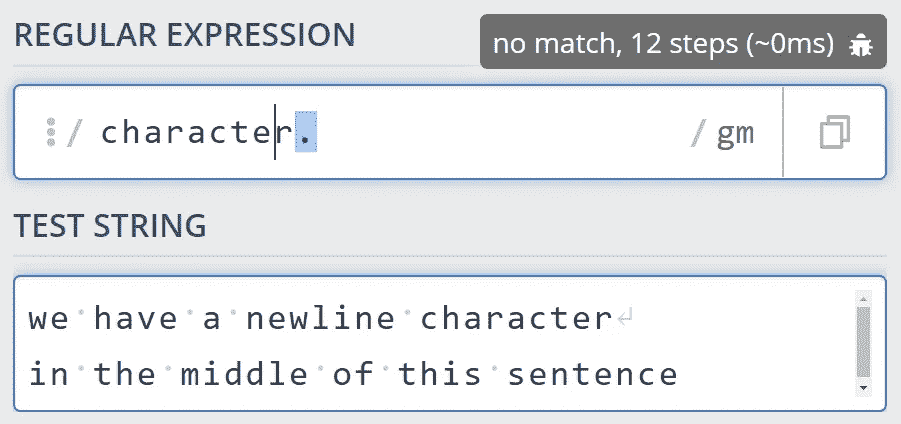 REGULAR EXPRESSION
no match, 12 steps (~0ms)
/ character. / gm
TEST STRING
we·have·a·newline·character↵
in·the·middle·of·this·sentence